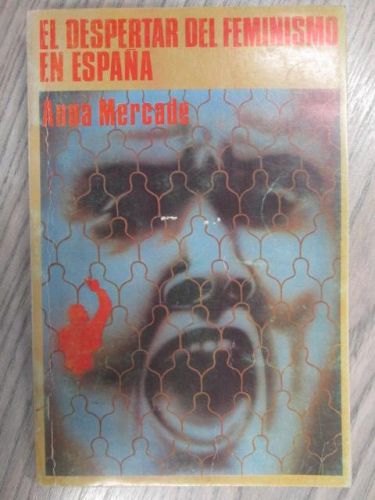 EL DESPERTAR DEL FEMINISMO
EN ESPAÑA
Anna Mercadé